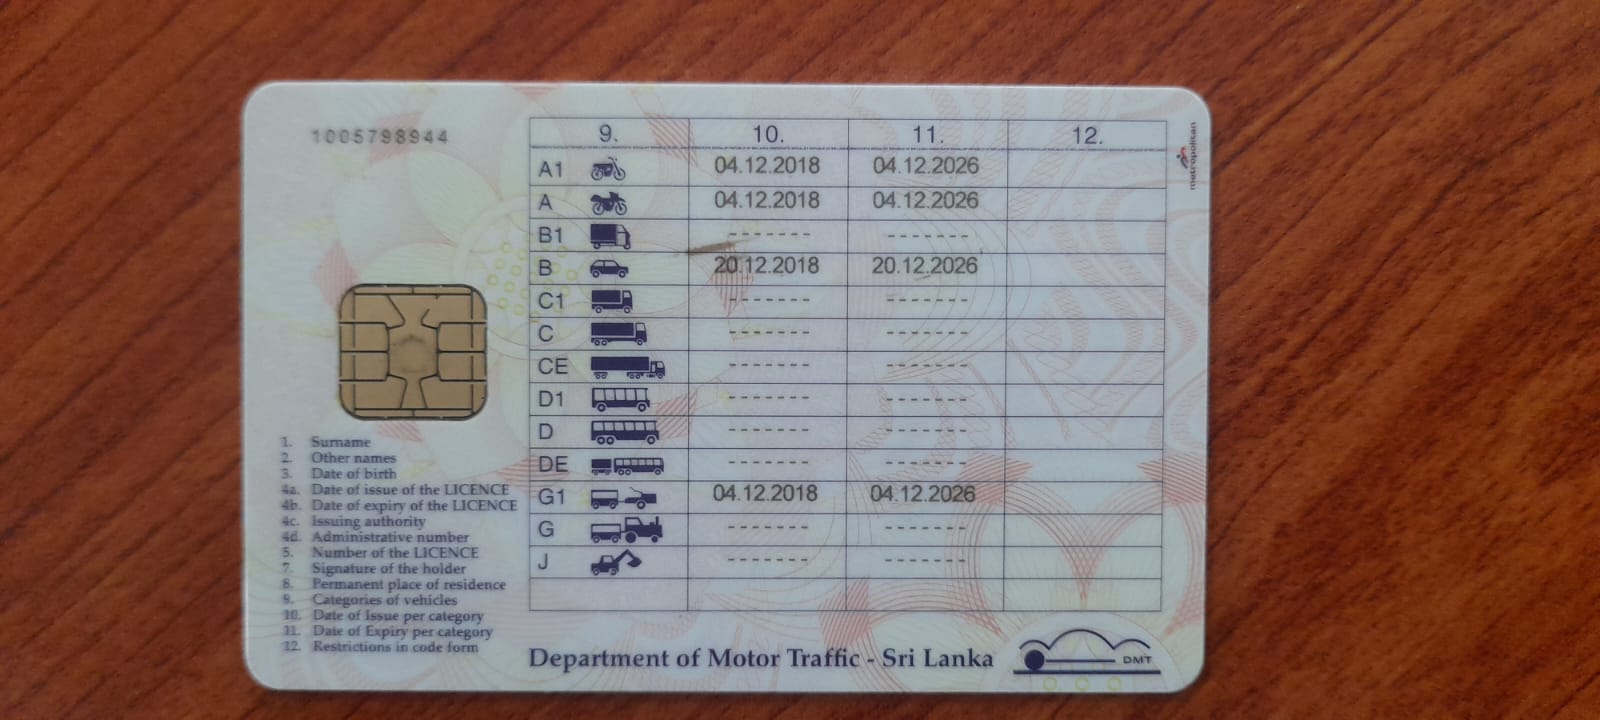 1005798944
9. 10. 11. 12.
A1 04.12.2018 04.12.2026
A 04.12.2018 04.12.2026
B1 -------- --------
B 20.12.2018 20.12.2026
C1 -------- --------
C -------- --------
CE -------- --------
D1 -------- --------
D -------- --------
DE -------- --------
G1 04.12.2018 04.12.2026
G -------- --------
J -------- --------
metropolitan
1. Surname
2. Other names
3. Date of birth
4a. Date of issue of the LICENCE
4b. Date of expiry of the LICENCE
4c. Issuing authority
4d. Administrative number
5. Number of the LICENCE
7. Signature of the holder
8. Permanent place of residence
9. Categories of vehicles
10. Date of Issue per category
11. Date of Expiry per category
12. Restrictions in code form
Department of Motor Traffic - Sri Lanka
DMT